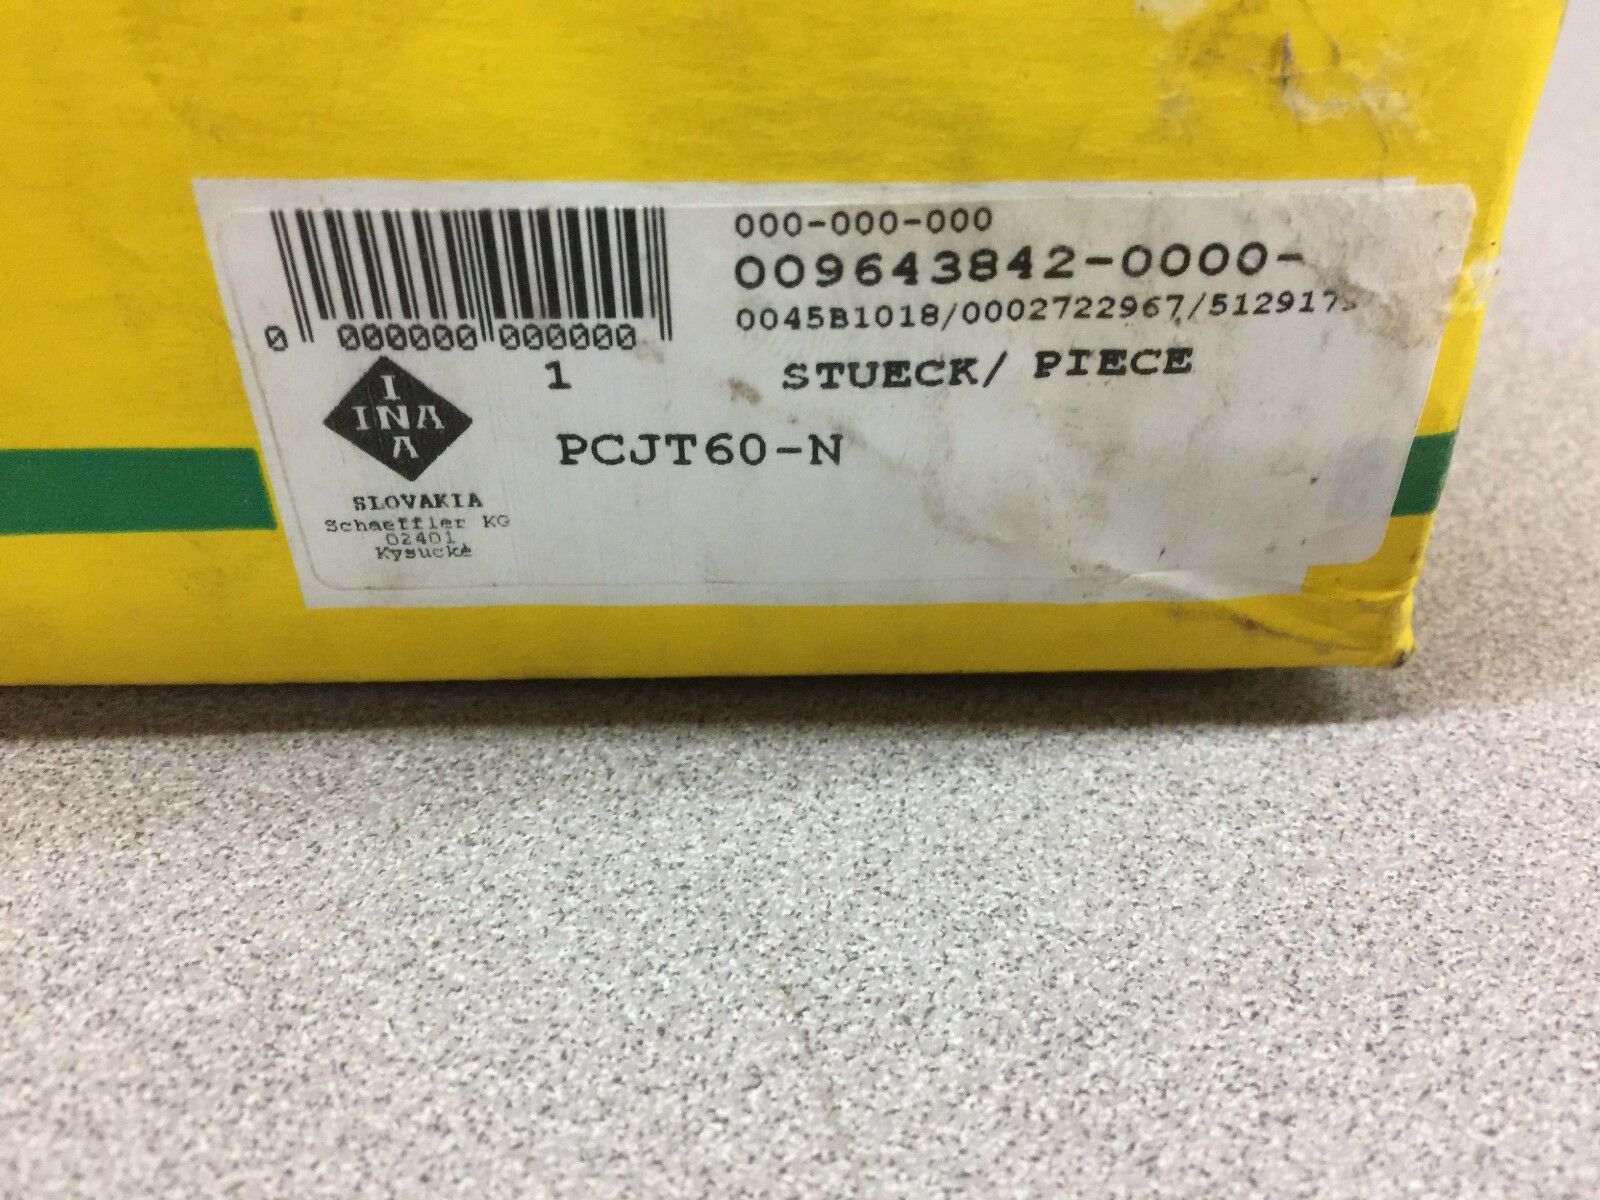 000-000-000
009643842-0000-
0045B1018/0002722967/512917
0 000000 000000
1 STUECK/ PIECE
I
INA
A
PCJT60-N
SLOVAKIA
Schaeffler KG
02401
Kysucke